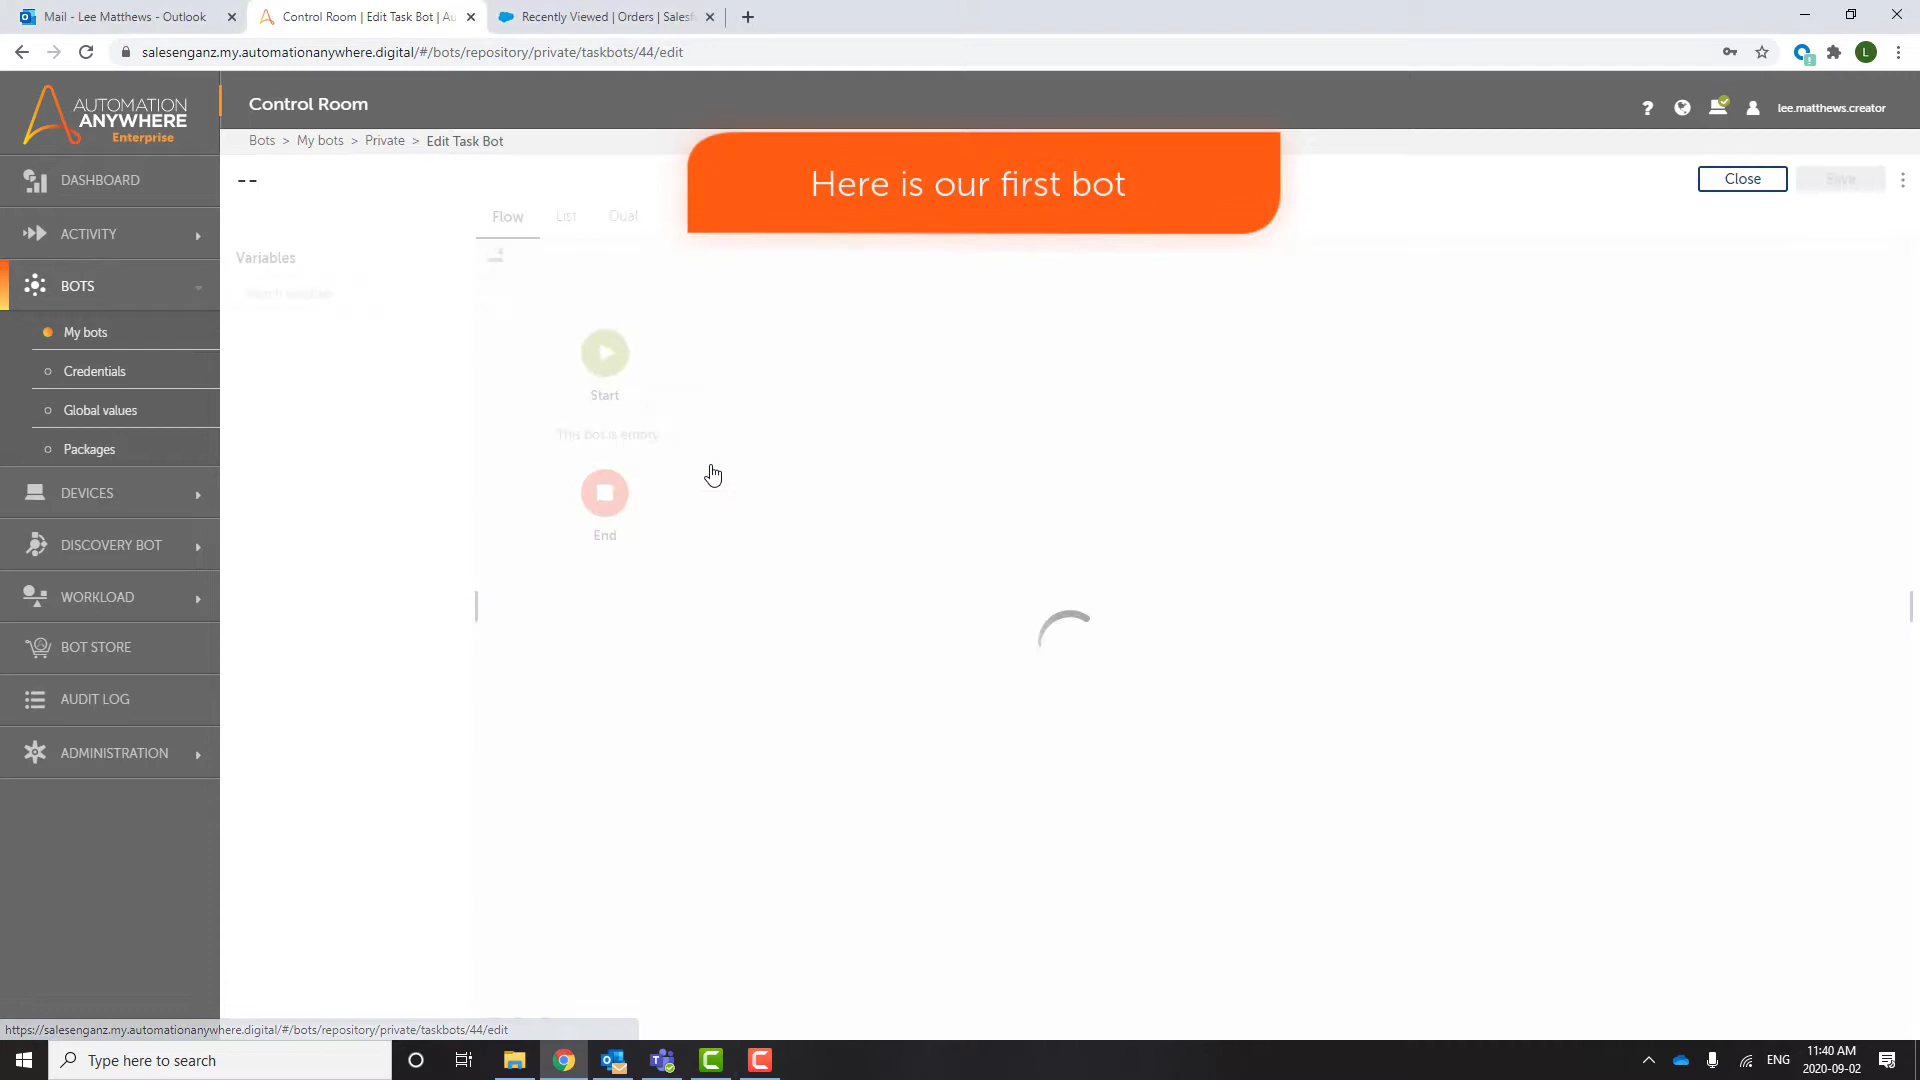 Mail - Lee Matthews - Outlook
Control Room | Edit Task Bot | Au
Recently Viewed | Orders | Salesf
salesenganz.my.automationanywhere.digital/#/bots/repository/private/taskbots/44/edit
L
AUTOMATION
ANYWHERE
Enterprise
Control Room
lee.matthews.creator
Bots > My bots > Private > Edit Task Bot
Here is our first bot
--
Close
Save
Flow
List
Dual
Variables
DASHBOARD
ACTIVITY
BOTS
My bots
Credentials
Global values
Packages
DEVICES
DISCOVERY BOT
WORKLOAD
BOT STORE
AUDIT LOG
ADMINISTRATION
Start
This bot is empty
End
https://salesenganz.my.automationanywhere.digital/#/bots/repository/private/taskbots/44/edit
Type here to search
ENG
11:40 AM
2020-09-02